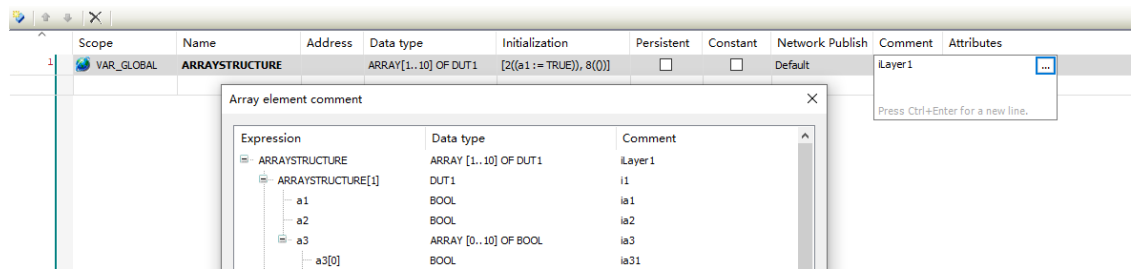 Scope Name Address Data type Initialization Persistent Constant Network Publish Comment Attributes
1 VAR_GLOBAL ARRAYSTRUCTURE ARRAY[1..10] OF DUT1 [2((a1 := TRUE)), 8(())] Default iLayer1 ...
Press Ctrl+Enter for a new line.
Array element comment
Expression Data type Comment
ARRAYSTRUCTURE ARRAY [1..10] OF DUT1 iLayer1
ARRAYSTRUCTURE[1] DUT1 i1
a1 BOOL ia1
a2 BOOL ia2
a3 ARRAY [0..10] OF BOOL ia3
a3[0] BOOL ia31